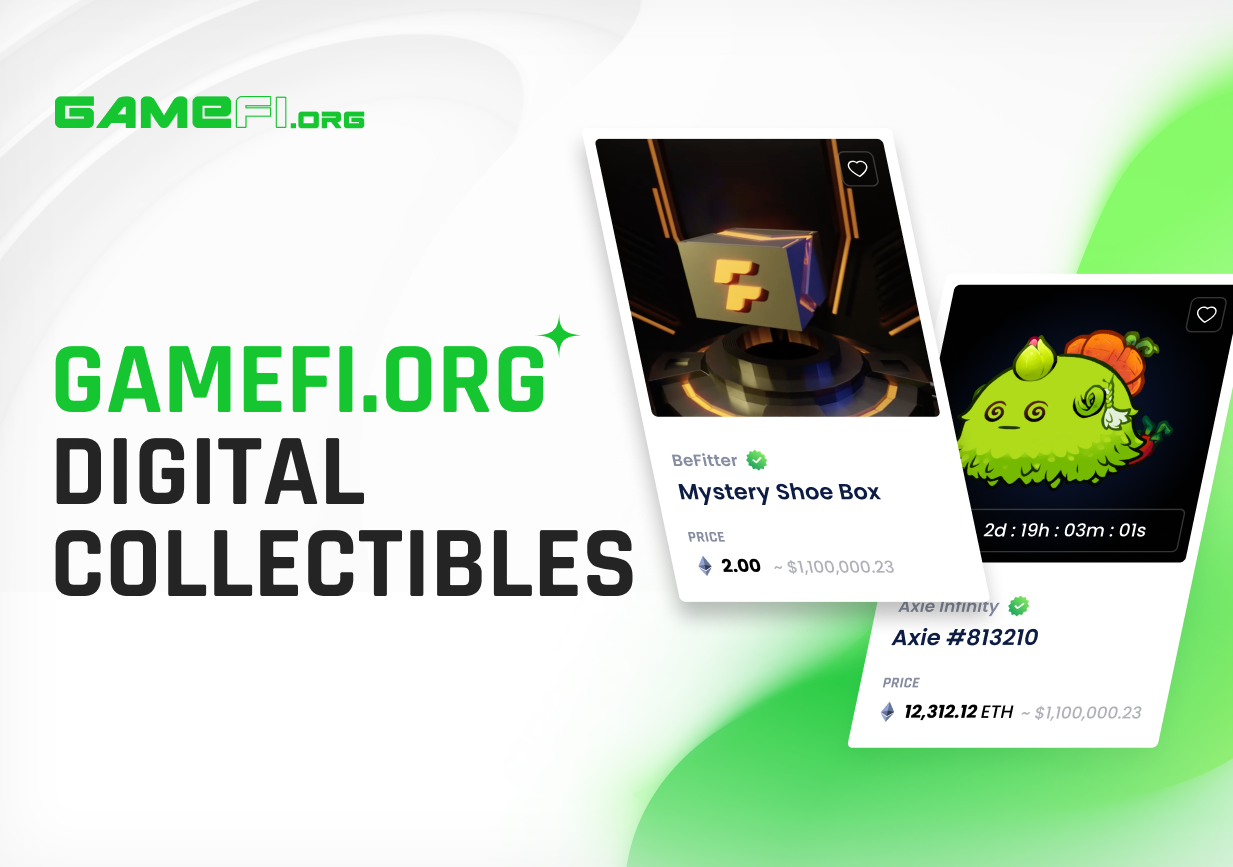 GAMEFI.ORG
GAMEFI.ORG
DIGITAL
COLLECTIBLES
BeFitter
Mystery Shoe Box
PRICE
2.00 ~ $1,100,000.23
2d : 19h : 03m : 01s
Axie Infinity
Axie #813210
PRICE
12,312.12 ETH ~ $1,100,000.23